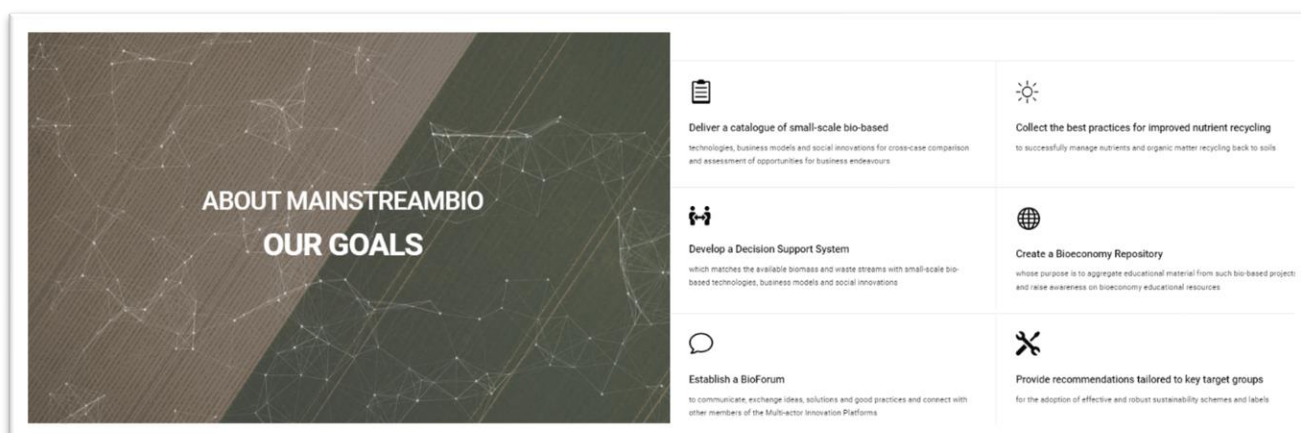 ABOUT MAINSTREAMBIO
OUR GOALS
Deliver a catalogue of small-scale bio-based
technologies, business models and social innovations for cross-case comparison
and assessment of opportunities for business endeavours
Collect the best practices for improved nutrient recycling
to successfully manage nutrients and organic matter recycling back to soils
Develop a Decision Support System
which matches the available biomass and waste streams with small-scale bio-
based technologies, business models and social innovations
Create a Bioeconomy Repository
whose purpose is to aggregate educational material from such bio-based projects
and raise awareness on bioeconomy educational resources
Establish a BioForum
to communicate, exchange ideas, solutions and good practices and connect with
other members of the Multi-actor Innovation Platforms
Provide recommendations tailored to key target groups
for the adoption of effective and robust sustainability schemes and labels